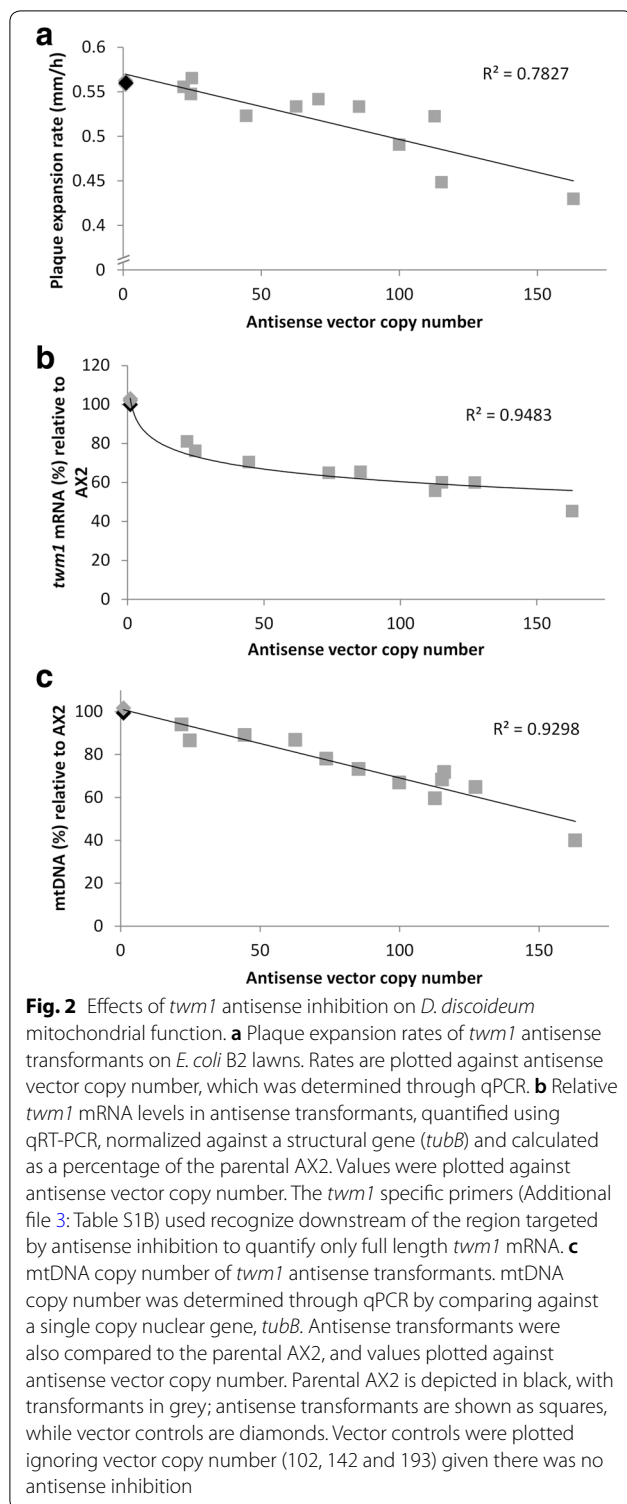 a
0.6
R² = 0.7827
0.55
0.5
0.45
0.4
0
Plaque expansion rate (mm/h)
0
50
100
150
Antisense vector copy number
b
120
R² = 0.9483
100
80
60
40
20
0
twm1 mRNA (%) relative to
AX2
0
50
100
150
Antisense vector copy number
c
100
R² = 0.9298
80
60
40
20
0
mtDNA (%) relative to AX2
0
50
100
150
Antisense vector copy number
Fig. 2 Effects of twm1 antisense inhibition on D. discoideum
mitochondrial function. a Plaque expansion rates of twm1 antisense
transformants on E. coli B2 lawns. Rates are plotted against antisense
vector copy number, which was determined through qPCR. b Relative
twm1 mRNA levels in antisense transformants, quantified using
qRT-PCR, normalized against a structural gene (tubB) and calculated
as a percentage of the parental AX2. Values were plotted against
antisense vector copy number. The twm1 specific primers (Additional
file 3: Table S1B) used recognize downstream of the region targeted
by antisense inhibition to quantify only full length twm1 mRNA. c
mtDNA copy number of twm1 antisense transformants. mtDNA
copy number was determined through qPCR by comparing against
a single copy nuclear gene, tubB. Antisense transformants were
also compared to the parental AX2, and values plotted against
antisense vector copy number. Parental AX2 is depicted in black, with
transformants in grey; antisense transformants are shown as squares,
while vector controls are diamonds. Vector controls were plotted
ignoring vector copy number (102, 142 and 193) given there was no
antisense inhibition